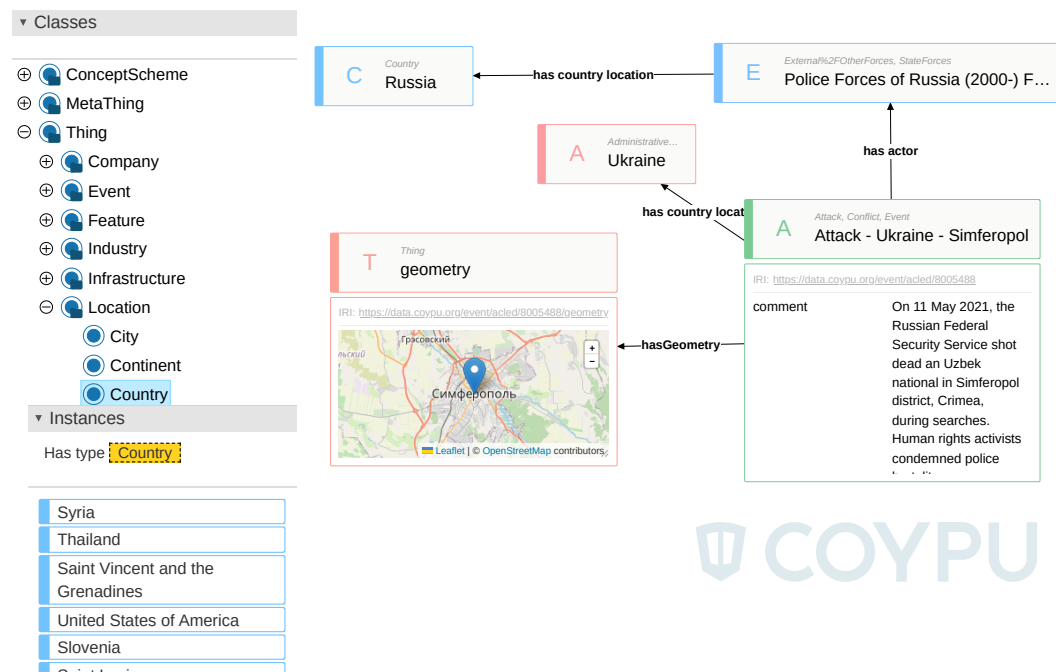 Classes
ConceptScheme
MetaThing
Thing
Company
Event
Feature
Industry
Infrastructure
Location
City
Continent
Country
Instances
Has type Country
Syria
Thailand
Saint Vincent and the
Grenadines
United States of America
Slovenia
C
Country
Russia
has country location
E
External%2FOtherForces, StateForces
Police Forces of Russia (2000-) F…
has actor
A
Administrative…
Ukraine
has country locat
A
Attack, Conflict, Event
Attack - Ukraine - Simferopol
IRI: https://data.coypu.org/event/acled/8005488
comment
On 11 May 2021, the
Russian Federal
Security Service shot
dead an Uzbek
national in Simferopol
district, Crimea,
during searches.
Human rights activists
condemned police
hasGeometry
T
Thing
geometry
IRI: https://data.coypu.org/event/acled/8005488/geometry
Грэсовский
льский
Симферополь
+
−
Leaflet | © OpenStreetMap contributors
COYPU